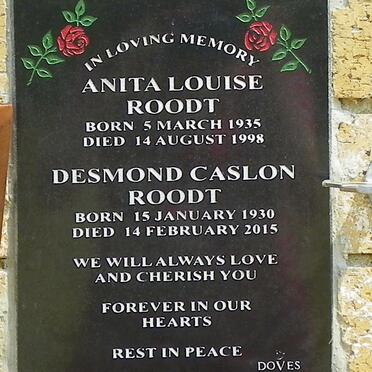 IN LOVING MEMORY
ANITA LOUISE
ROODT
BORN 5 MARCH 1935
DIED 14 AUGUST 1998
DESMOND CASLON
ROODT
BORN 15 JANUARY 1930
DIED 14 FEBRUARY 2015
WE WILL ALWAYS LOVE
AND CHERISH YOU
FOREVER IN OUR
HEARTS
REST IN PEACE
DOVES